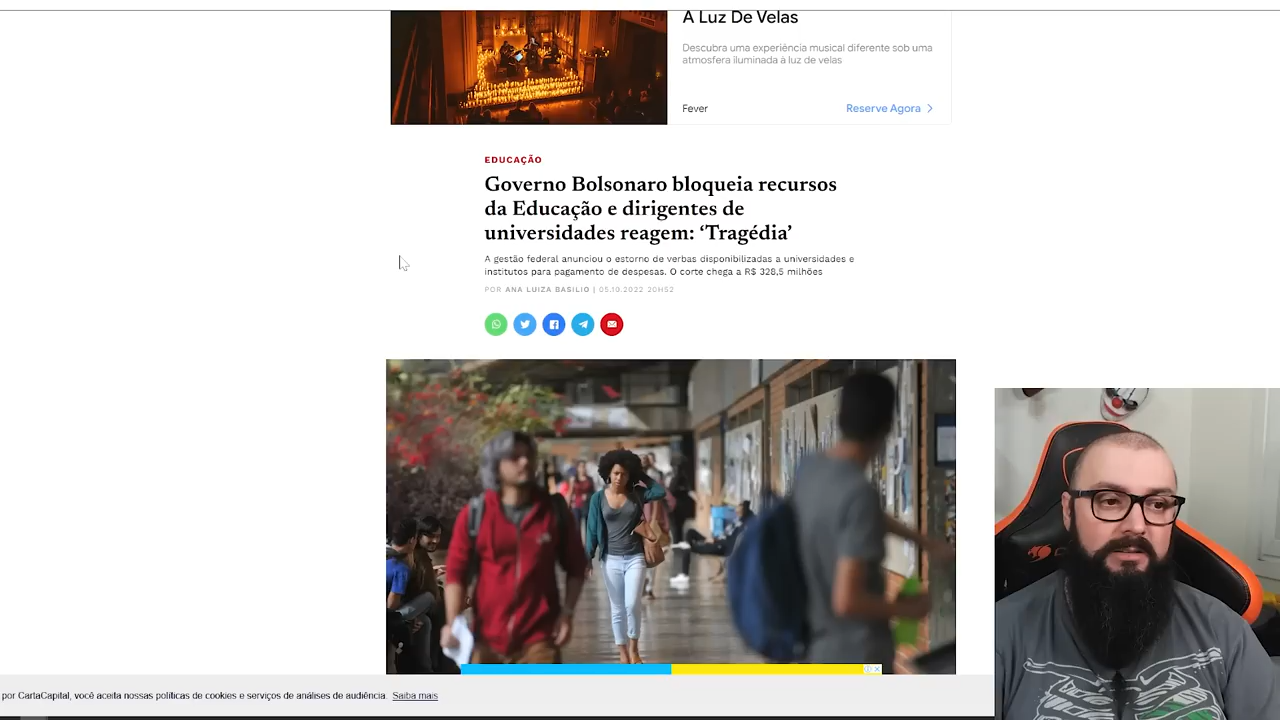 À Luz De Velas
Descubra uma experiência musical diferente sob uma
atmosfera iluminada à luz de velas
Fever
Reserve Agora
EDUCAÇÃO
Governo Bolsonaro bloqueia recursos
da Educação e dirigentes de
universidades reagem: ‘Tragédia’
A gestão federal anunciou o estorno de verbas disponibilizadas a universidades e
institutos para pagamento de despesas. O corte chega a R$ 328,5 milhões
POR ANA LUIZA BASILIO | 05.10.2022 20H52
por CartaCapital, você aceita nossas políticas de cookies e serviços de análises de audiência. Saiba mais